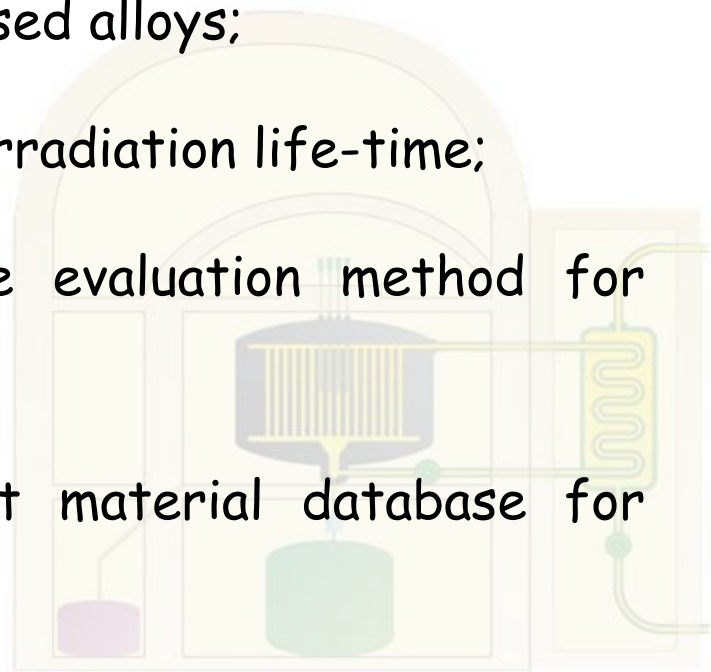 sed alloys;
rradiation life-time;
e evaluation method for
t material database for